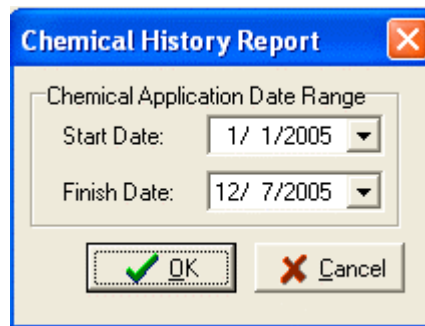 Chemical History Report
Chemical Application Date Range
Start Date: 1/ 1/2005
Finish Date: 12/ 7/2005
OK Cancel